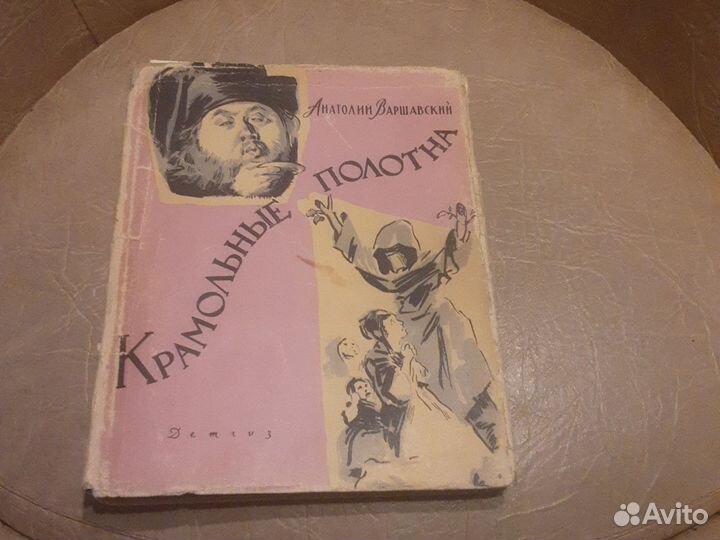 Анатолий Варшавский
Крамольные полотна
Детгиз
Avito